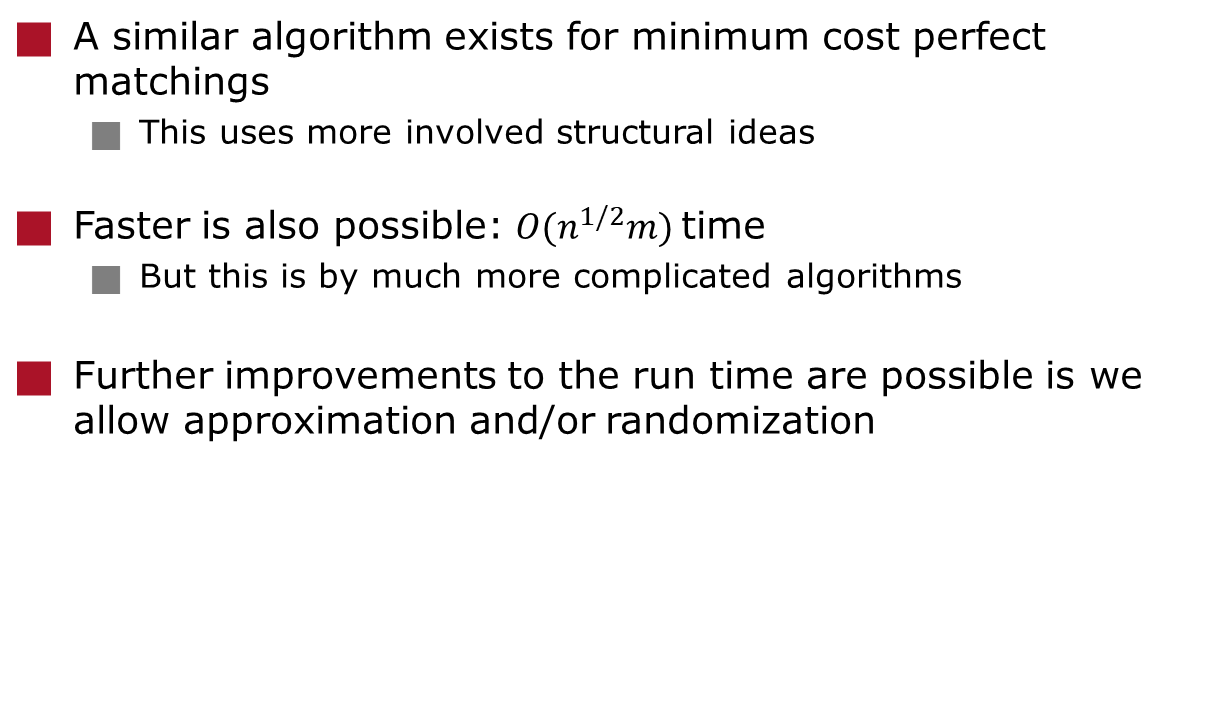 A similar algorithm exists for minimum cost perfect
matchings
This uses more involved structural ideas
Faster is also possible: O(n^{1/2}m) time
But this is by much more complicated algorithms
Further improvements to the run time are possible is we
allow approximation and/or randomization